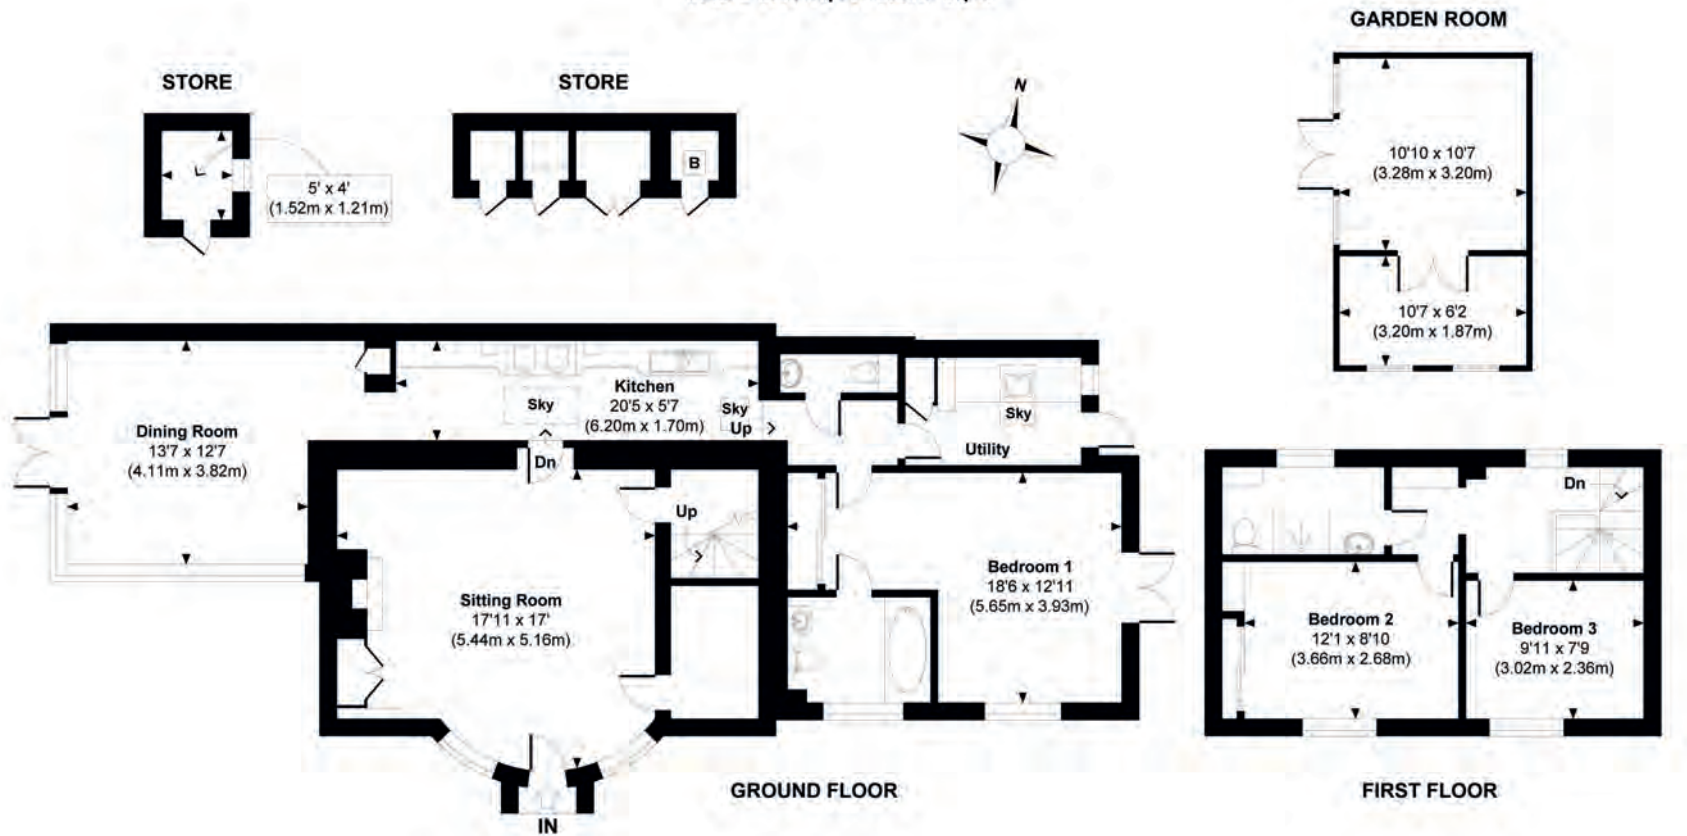 GARDEN ROOM
STORE
STORE
N
B
5' x 4'
(1.52m x 1.21m)
10'10 x 10'7
(3.28m x 3.20m)
10'7 x 6'2
(3.20m x 1.87m)
Dining Room
13'7 x 12'7
(4.11m x 3.82m)
Sky
Kitchen
20'5 x 5'7
(6.20m x 1.70m)
Sky
Up
Dn
Sky
Utility
Up
Sitting Room
17'11 x 17'
(5.44m x 5.16m)
Bedroom 1
18'6 x 12'11
(5.65m x 3.93m)
Dn
Bedroom 2
12'1 x 8'10
(3.66m x 2.68m)
Bedroom 3
9'11 x 7'9
(3.02m x 2.36m)
GROUND FLOOR
FIRST FLOOR
IN